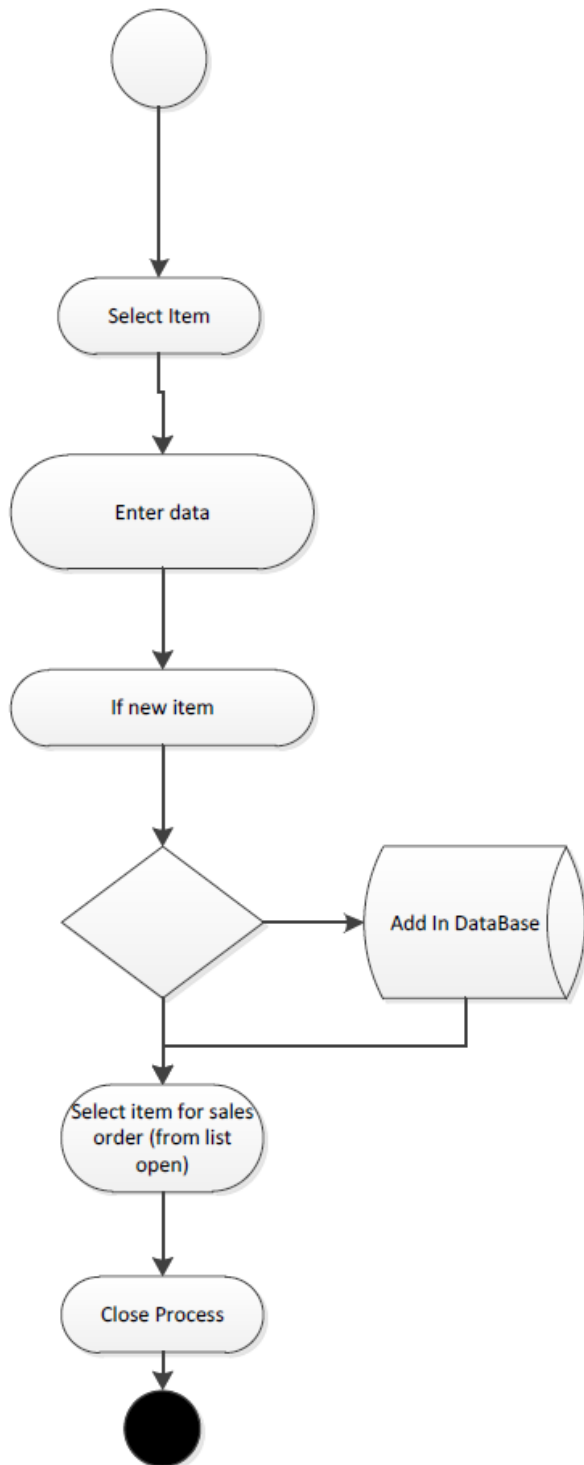 Select Item
Enter data
If new item
Add In DataBase
Select item for sales
order (from list
open)
Close Process